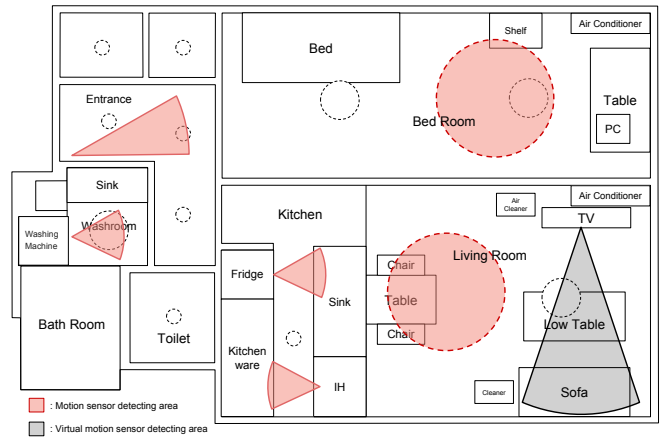 Air Conditioner
Shelf
Bed
Entrance
Table
Bed Room
PC
Sink
Air Conditioner
Air
Cleaner
Kitchen
TV
Washroom
Washing
Machine
Living Room
Chair
Fridge
Table
Sink
Bath Room
Low Table
Toilet
Chair
Kitchen
ware
IH
Cleaner
Sofa
: Motion sensor detecting area
: Virtual motion sensor detecting area